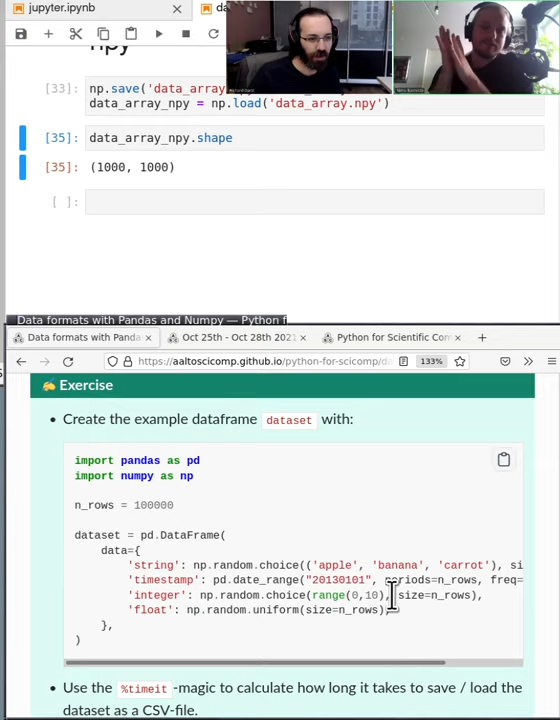 jupyter.ipynb
[33]:
np.save('data_array
data_array_npy = np.load('data_array.npy')
[35]:
data_array_npy.shape
[35]:
(1000, 1000)
[ ]:
Data formats with Pandas and Numpy — Python f
Data formats with Panda
Oct 25th - Oct 28th 2021
Python for Scientific Com
https://aaltoscicomp.github.io/python-for-scicomp/d
133%
Exercise
• Create the example dataframe dataset with:
import pandas as pd
import numpy as np
n_rows = 100000
dataset = pd.DataFrame(
data={
'string': np.random.choice(('apple', 'banana', 'carrot'), si
'timestamp': pd.date_range("20130101", periods=n_rows, freq=
'integer': np.random.choice(range(0,10), size=n_rows),
'float': np.random.uniform(size=n_rows),
},
)
• Use the %timeit -magic to calculate how long it takes to save / load the
dataset as a CSV-file.